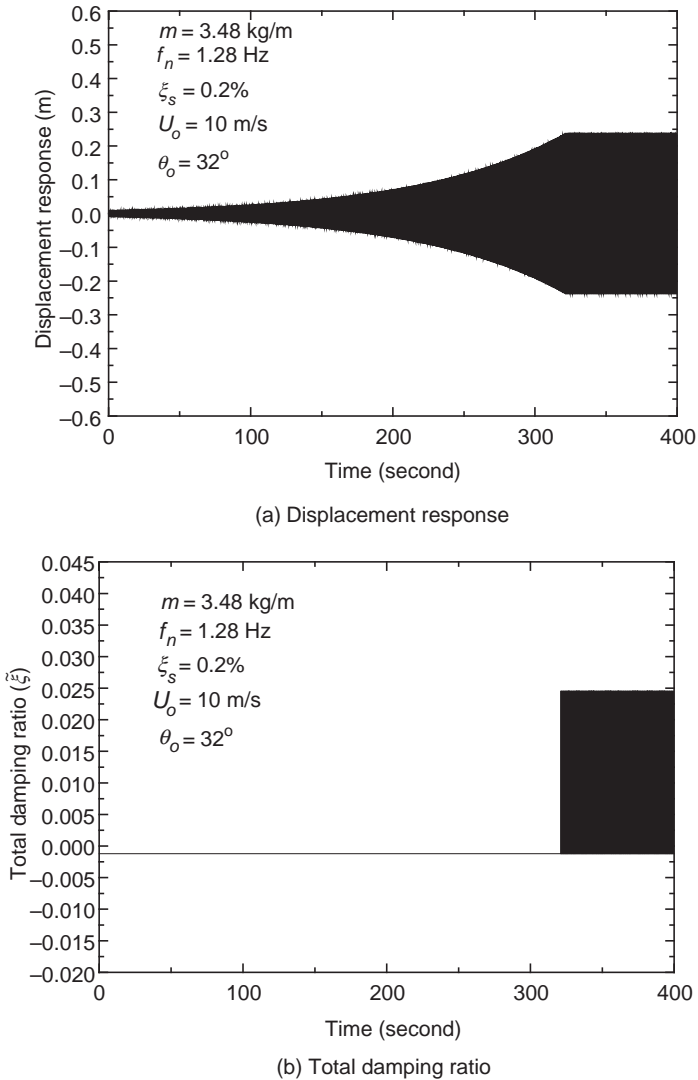 0.6
0.5
0.4
0.3
0.2
0.1
0.0
–0.1
–0.2
–0.3
–0.4
–0.5
–0.6
Displacement response (m)
m = 3.48 kg/m
fn = 1.28 Hz
ξs = 0.2%
Uo = 10 m/s
θo = 32o
0 100 200 300 400
Time (second)
(a) Displacement response
0.045
0.040
0.035
0.030
0.025
0.020
0.015
0.010
0.005
0.000
–0.005
–0.010
–0.015
–0.020
Total damping ratio (ξ̃)
m = 3.48 kg/m
fn = 1.28 Hz
ξs = 0.2%
Uo = 10 m/s
θo = 32o
0 100 200 300 400
Time (second)
(b) Total damping ratio